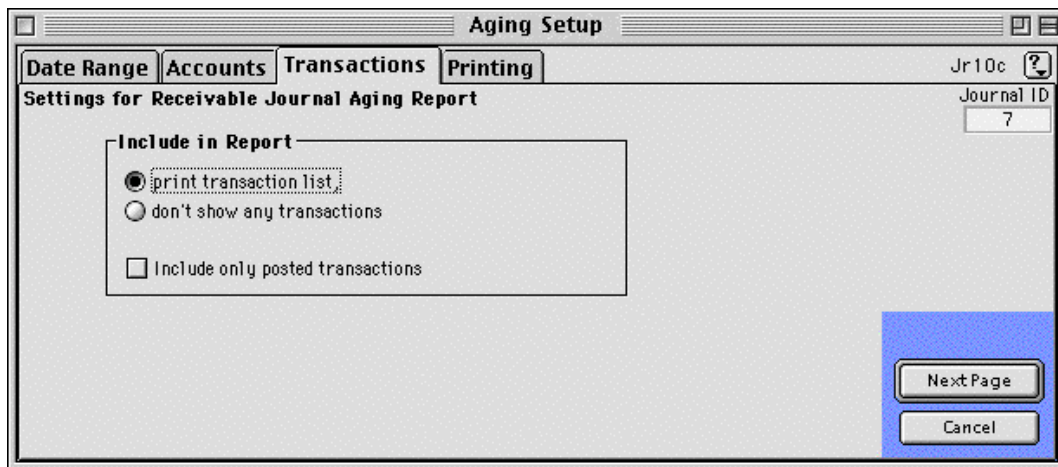 Aging Setup
Date Range Accounts Transactions Printing Jr10c ?
Settings for Receivable Journal Aging Report Journal ID
7
Include in Report
print transaction list,
don't show any transactions
Include only posted transactions
Next Page
Cancel